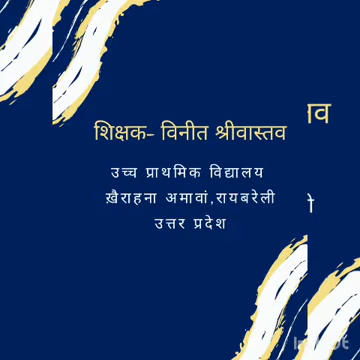 शिक्षक- विनीत श्रीवास्तव
उच्च प्राथमिक विद्यालय
ख़ैराहना अमावां,रायबरेली
उत्तर प्रदेश